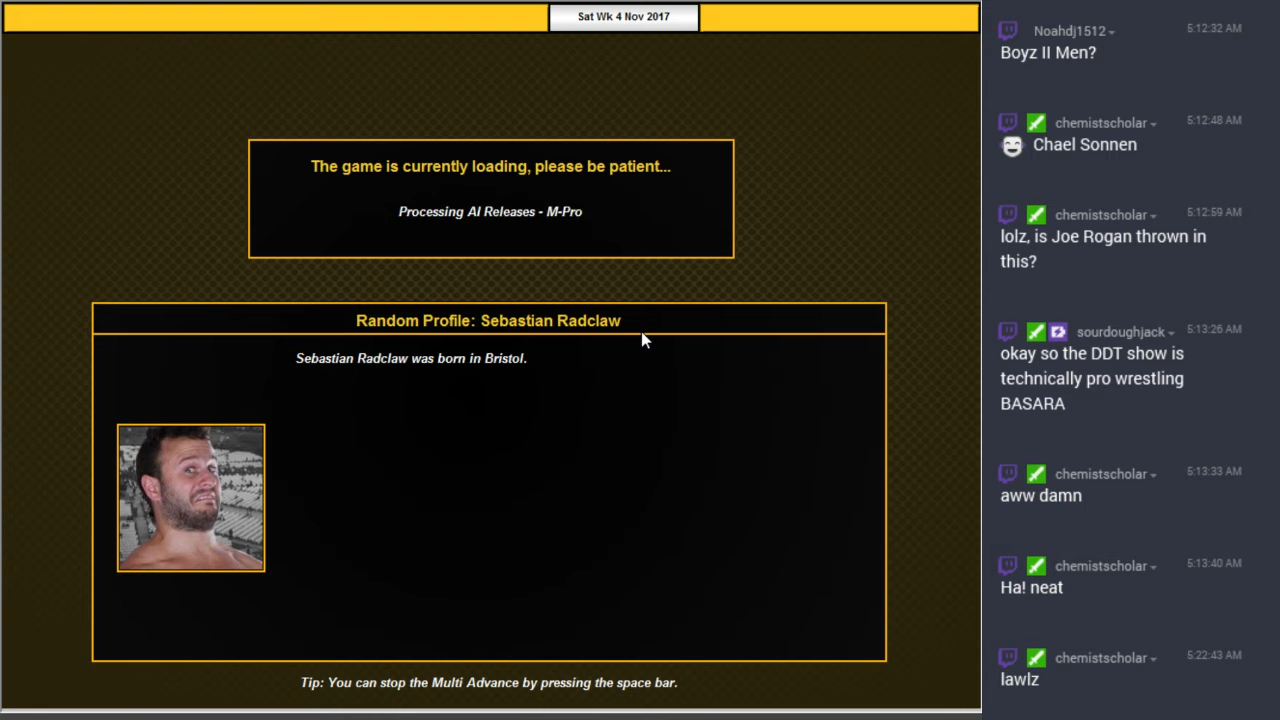 Sat Wk 4 Nov 2017
The game is currently loading, please be patient...
Processing AI Releases - M-Pro
Random Profile: Sebastian Radclaw
Sebastian Radclaw was born in Bristol.
Tip: You can stop the Multi Advance by pressing the space bar.
Noahdj1512 5:12:32 AM
Boyz II Men?
chemistscholar 5:12:48 AM
Chael Sonnen
chemistscholar 5:12:59 AM
lolz, is Joe Rogan thrown in
this?
sourdoughjack 5:13:26 AM
okay so the DDT show is
technically pro wrestling
BASARA
chemistscholar 5:13:33 AM
aww damn
chemistscholar 5:13:40 AM
Ha! neat
chemistscholar 5:22:43 AM
lawlz